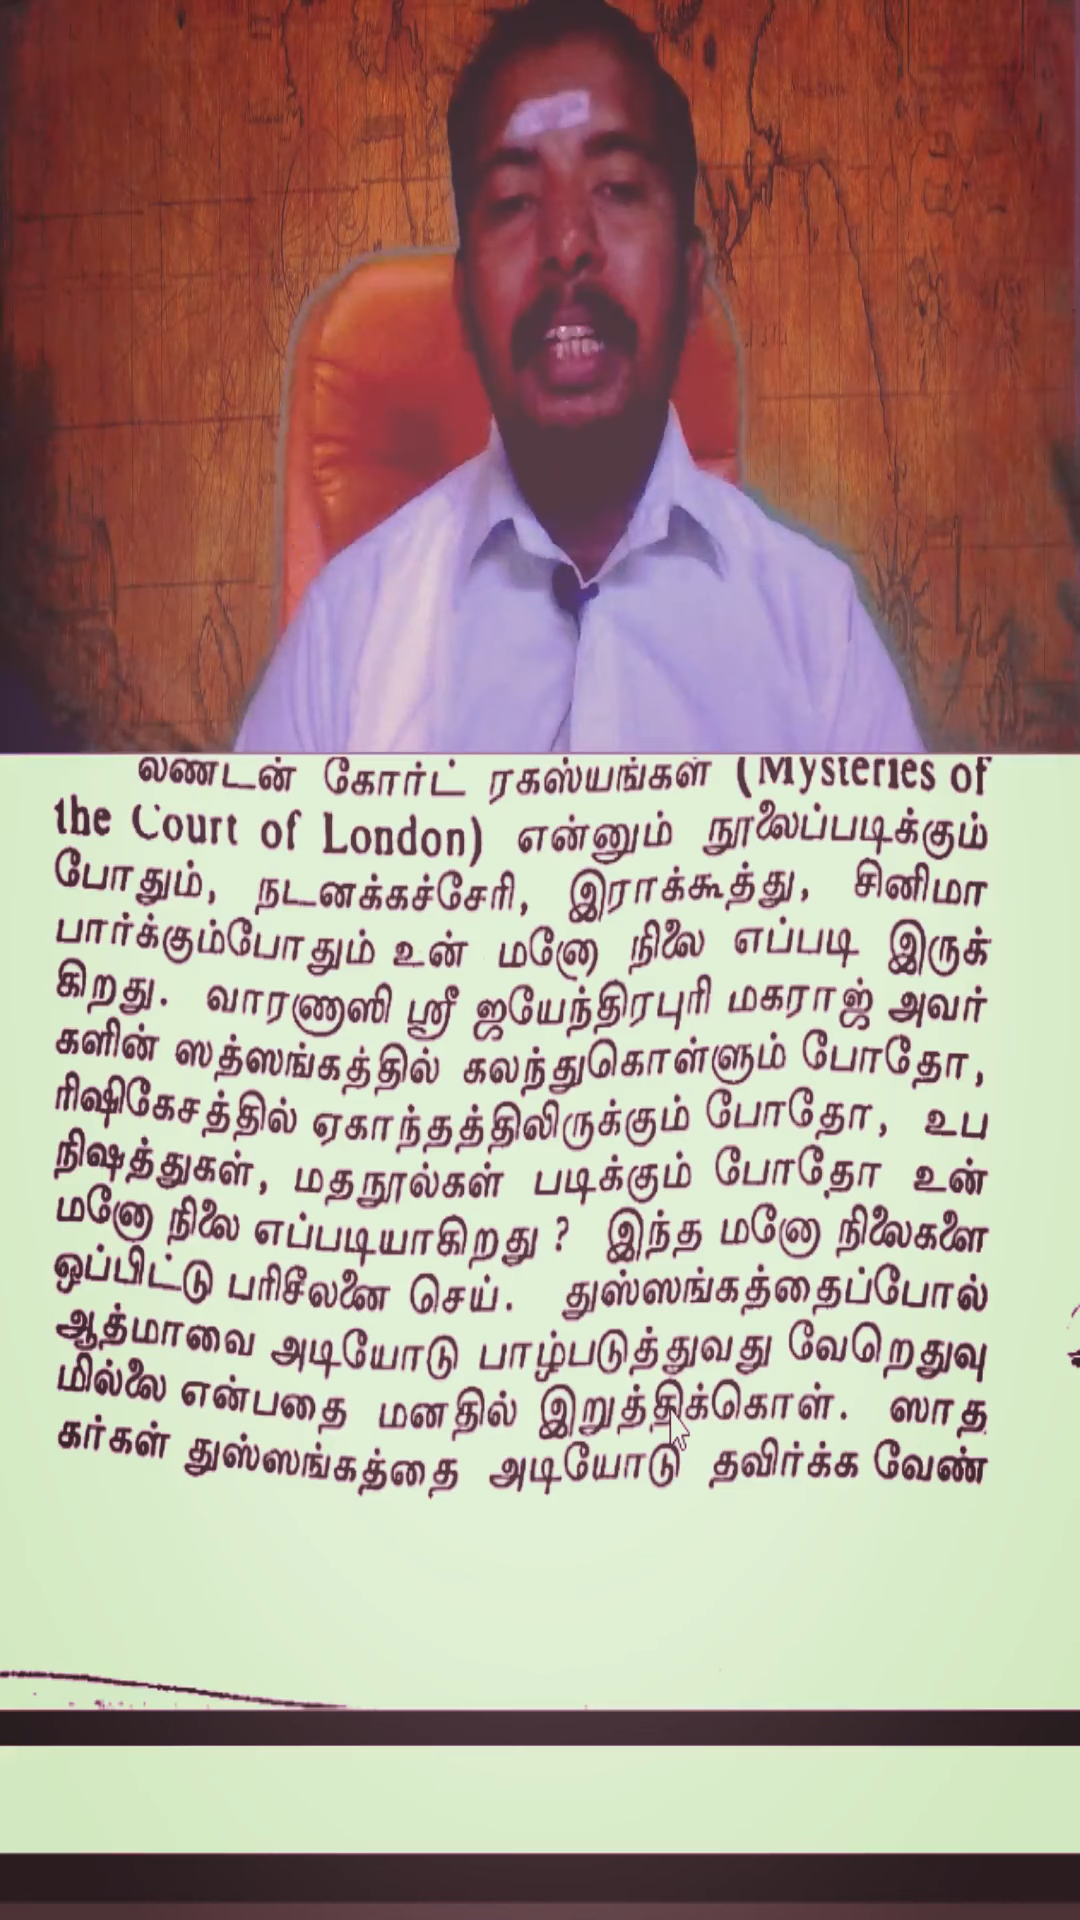 லண்டன் கோர்ட் ரகஸ்யங்கள் (Mysteries of
the Court of London) என்னும் நூலைப்படிக்கும்
போதும், நடனக்கச்சேரி, இராக்கூத்து, சினிமா
பார்க்கும்போதும் உன் மனோ நிலை எப்படி இருக்
கிறது. வாரணாஸி ஸ்ரீ ஜயேந்திரபுரி மகராஜ் அவர்
களின் ஸத்ஸங்கத்தில் கலந்துகொள்ளும் போதோ,
ரிஷிகேசத்தில் ஏகாந்தத்திலிருக்கும் போதோ, உப
நிஷத்துகள், மதநூல்கள் படிக்கும் போதோ உன்
மனோ நிலை எப்படியாகிறது ? இந்த மனோ நிலைகளை
ஒப்பிட்டு பரிசீலனை செய். துஸ்ஸங்கத்தைப்போல்
ஆத்மாவை அடியோடு பாழ்படுத்துவது வேறெதுவு
மில்லை என்பதை மனதில் இறுத்திக்கொள். ஸாத
கர்கள் துஸ்ஸங்கத்தை அடியோடு தவிர்க்க வேண்